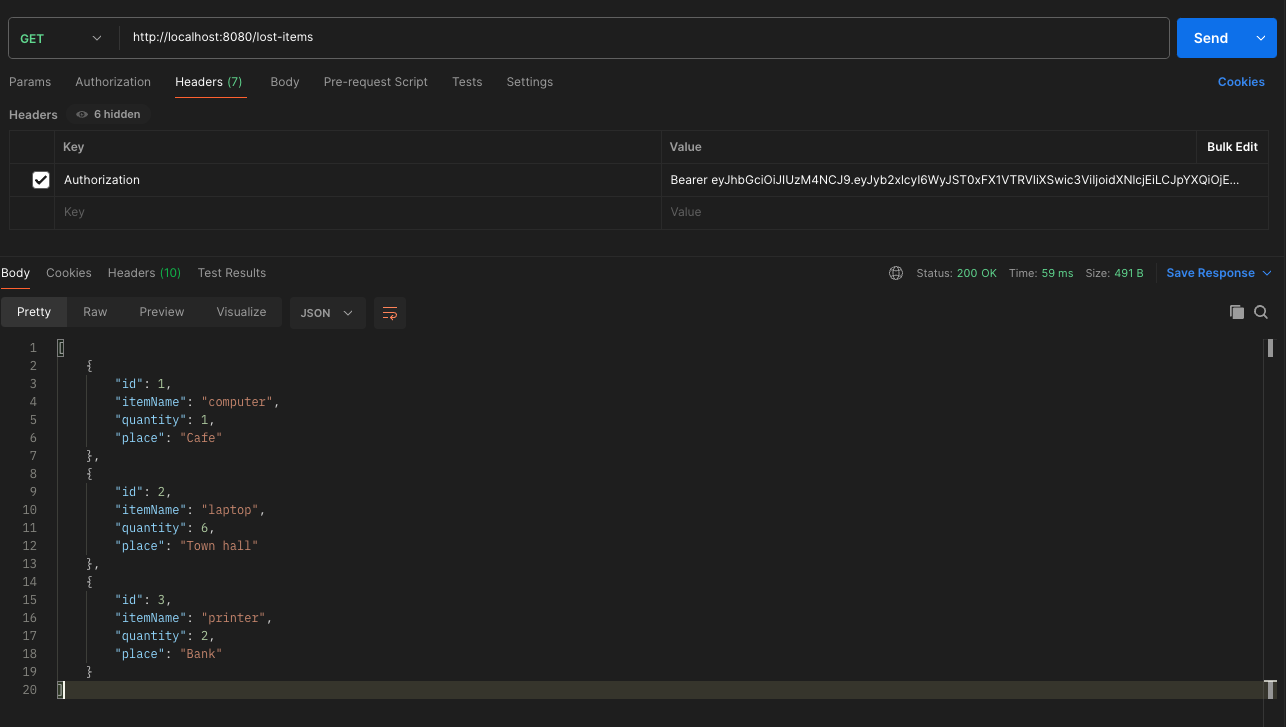 GET http://localhost:8080/lost-items Send
Params Authorization Headers (7) Body Pre-request Script Tests Settings Cookies
Headers 6 hidden
Key Value Bulk Edit
Authorization Bearer eyJhbGciOiJIUzM4NCJ9.eyJyb2xlcyI6WyJST0xFX1VTRVIiXSwic3ViIjoidXNlcjEiLCJpYXQiOjE...
Key Value
Body Cookies Headers (10) Test Results Status: 200 OK Time: 59 ms Size: 491 B Save Response
Pretty Raw Preview Visualize JSON
1 [
2 {
3 "id": 1,
4 "itemName": "computer",
5 "quantity": 1,
6 "place": "Cafe"
7 },
8 {
9 "id": 2,
10 "itemName": "laptop",
11 "quantity": 6,
12 "place": "Town hall"
13 },
14 {
15 "id": 3,
16 "itemName": "printer",
17 "quantity": 2,
18 "place": "Bank"
19 }
20 ]